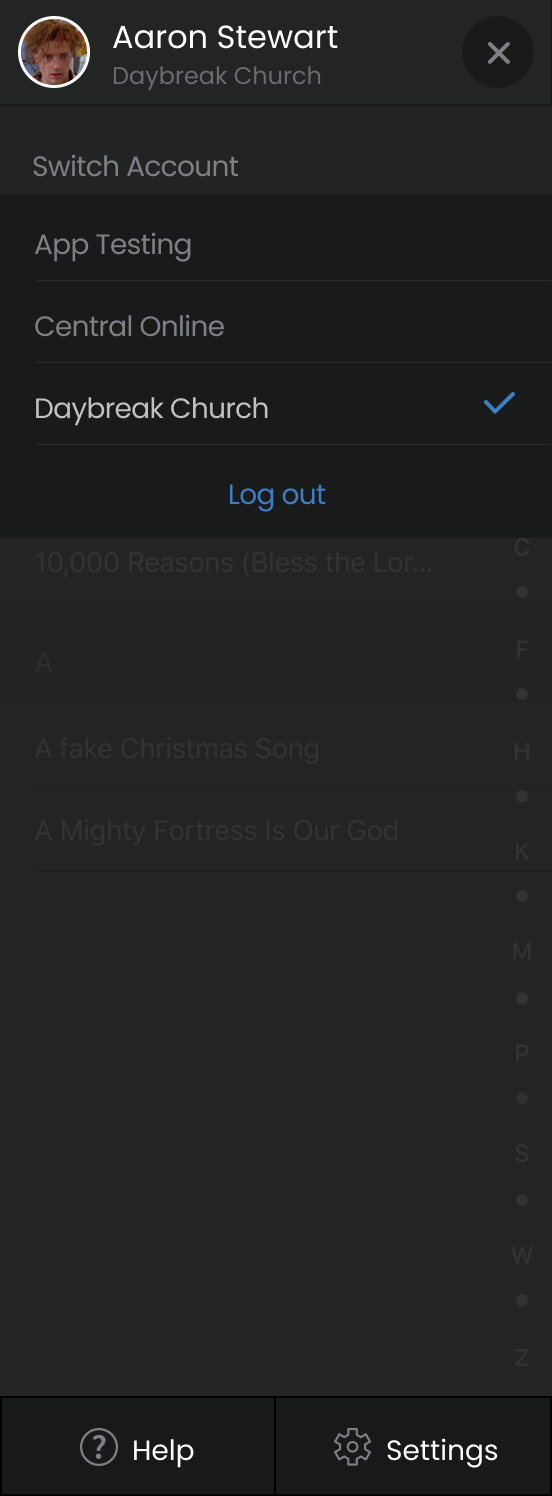 Aaron Stewart
Daybreak Church
Switch Account
App Testing
Central Online
Daybreak Church
Log out
10,000 Reasons (Bless the Lor...
C
A
F
A fake Christmas Song
H
A Mighty Fortress Is Our God
K
M
P
S
W
Z
Help
Settings